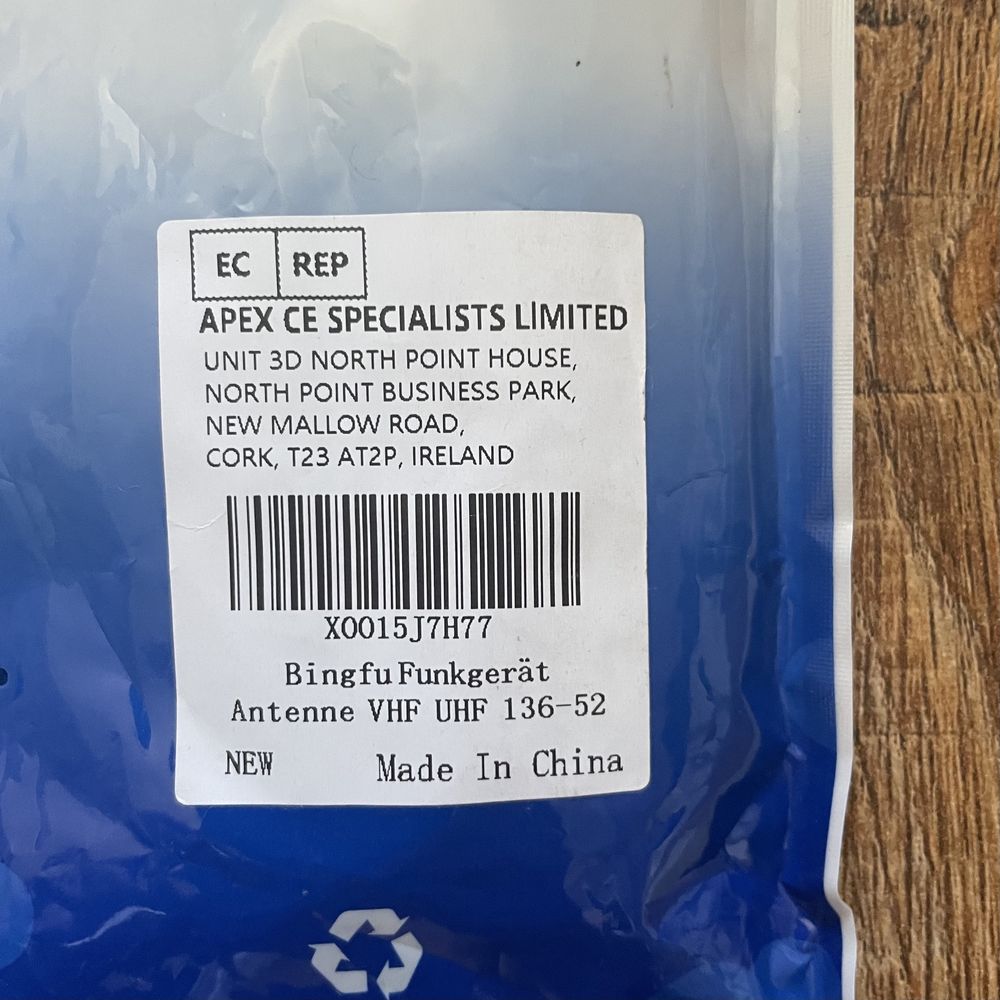 EC REP
APEX CE SPECIALISTS LIMITED
UNIT 3D NORTH POINT HOUSE,
NORTH POINT BUSINESS PARK,
NEW MALLOW ROAD,
CORK, T23 AT2P, IRELAND
X0015J7H77
Bingfu Funkgerät
Antenne VHF UHF 136-52
NEW Made In China